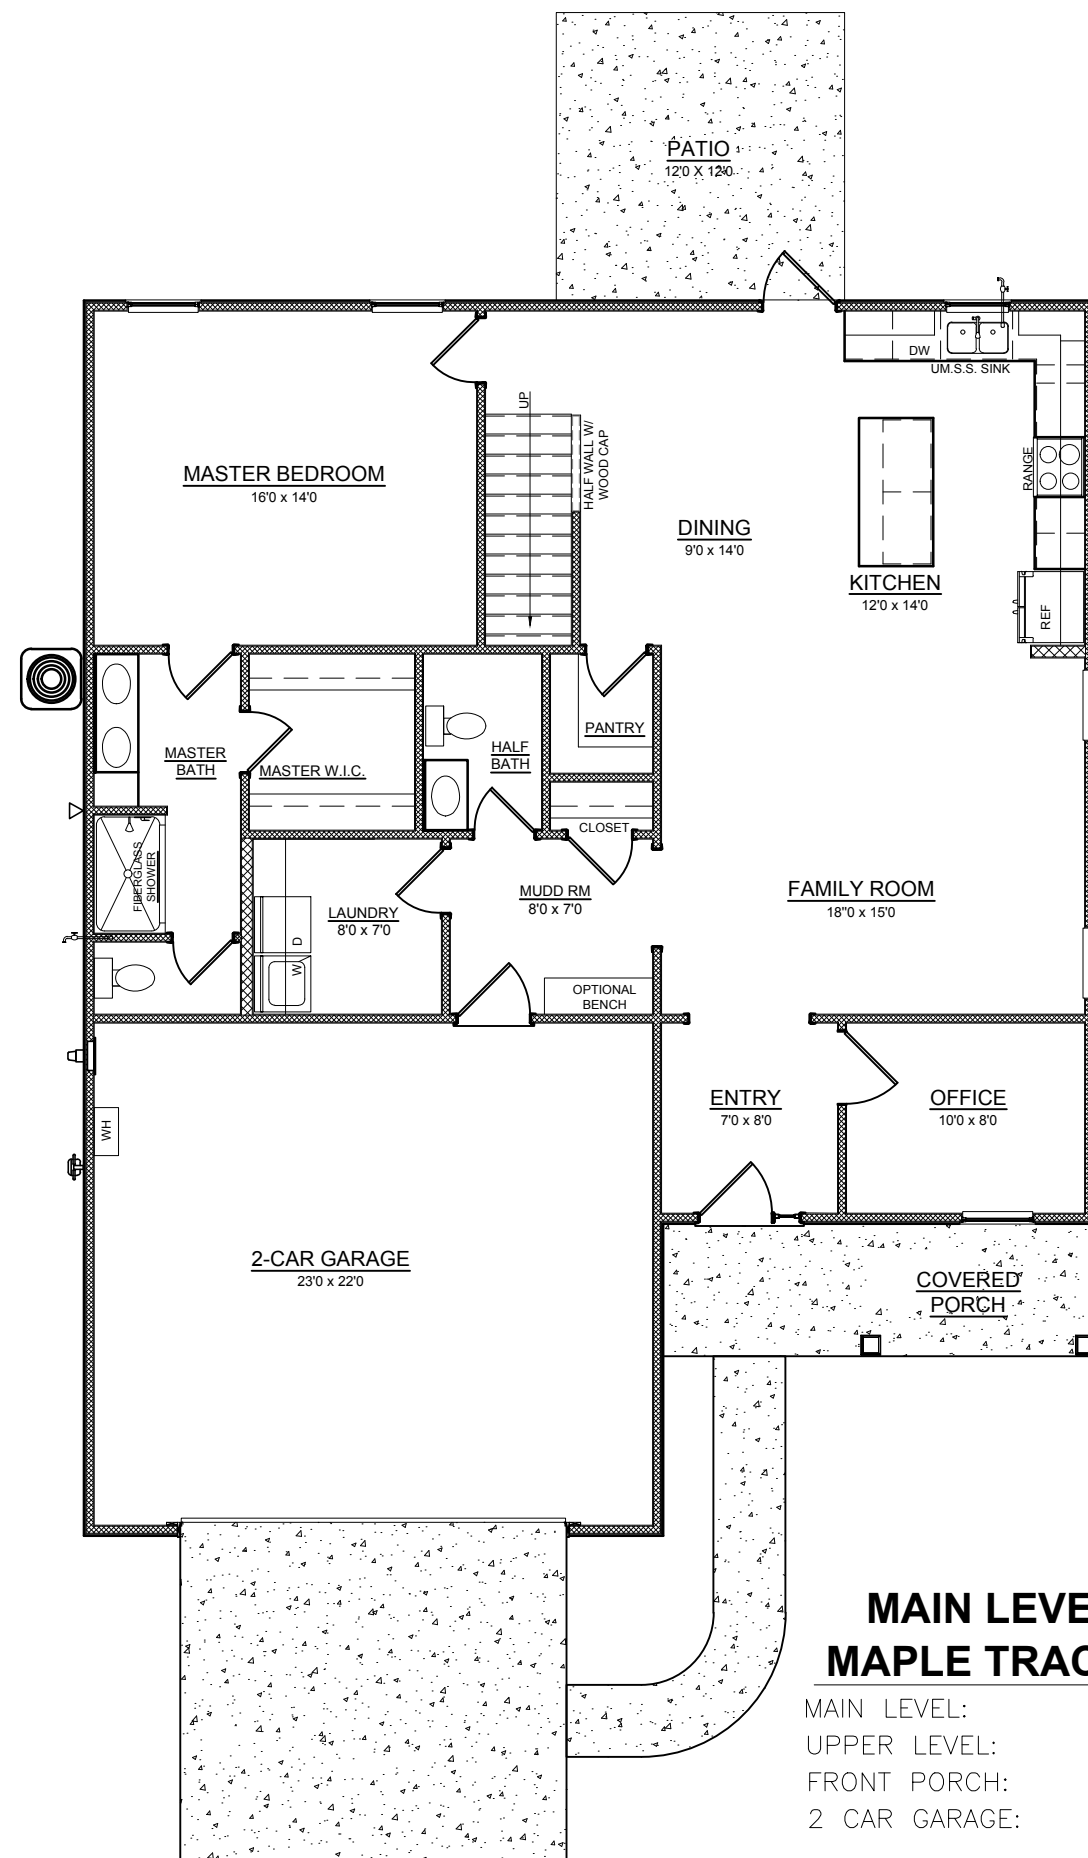 PATIO
12'0 X 12'0
DW
UM.S.S. SINK
UP
HALF WALL W/
WOOD CAP
RANGE
MASTER BEDROOM
16'0 x 14'0
DINING
9'0 x 14'0
KITCHEN
12'0 x 14'0
REF
PANTRY
HALF
BATH
MASTER
BATH
MASTER W.I.C.
CLOSET
FIBERGLASS
SHOWER
MUDD RM
8'0 x 7'0
FAMILY ROOM
18"0 x 15'0
LAUNDRY
8'0 x 7'0
D
W
OPTIONAL
BENCH
ENTRY
7'0 x 8'0
OFFICE
10'0 x 8'0
WH
2-CAR GARAGE
23'0 x 22'0
COVERED
PORCH
MAIN LEVE
MAPLE TRAC
MAIN LEVEL:
UPPER LEVEL:
FRONT PORCH:
2 CAR GARAGE: